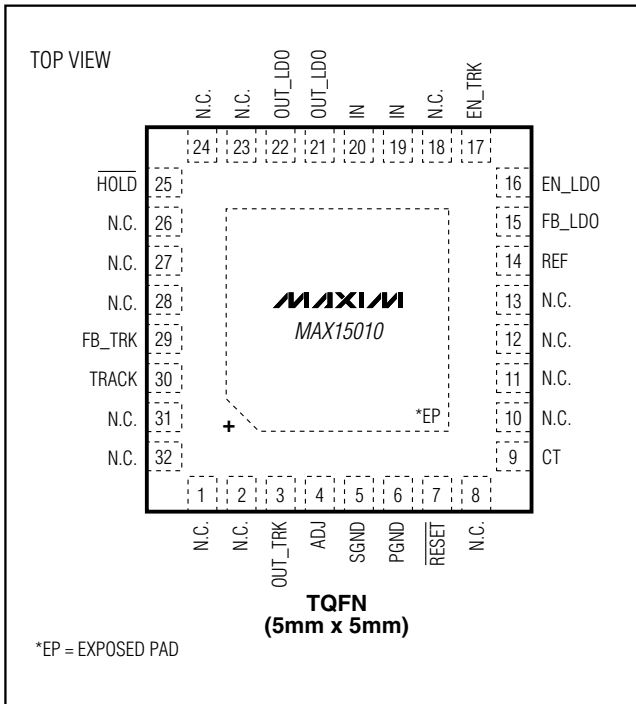 TOP VIEW
N.C. N.C. OUT_LDO OUT_LDO IN IN N.C. EN_TRK
24 23 22 21 20 19 18 17
HOLD 25
N.C. 26
N.C. 27
N.C. 28
FB_TRK 29
TRACK 30
N.C. 31
N.C. 32
16 EN_LDO
15 FB_LDO
14 REF
13 N.C.
12 N.C.
11 N.C.
10 N.C.
9 CT
MAXIM
MAX15010
*EP
+
1 2 3 4 5 6 7 8
N.C. N.C. OUT_TRK ADJ SGND PGND RESET N.C.
TQFN
(5mm x 5mm)
*EP = EXPOSED PAD